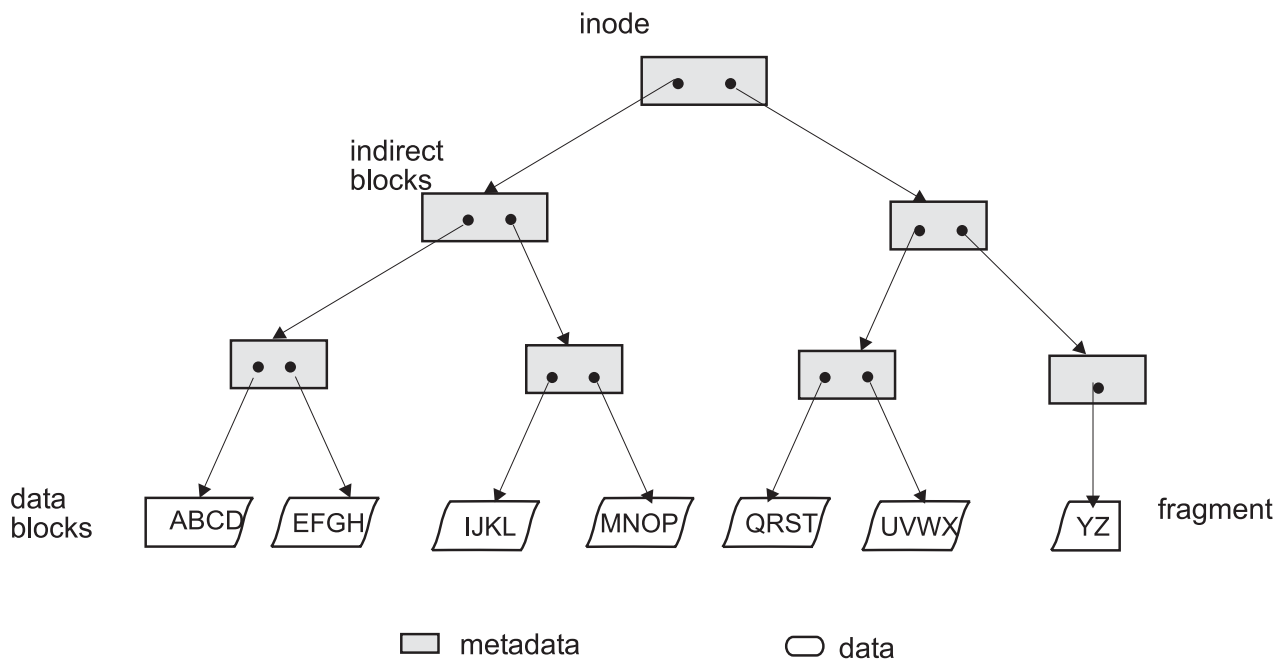 inode
indirect
blocks
data
blocks
ABCD
EFGH
IJKL
MNOP
QRST
UVWX
YZ
fragment
metadata
data